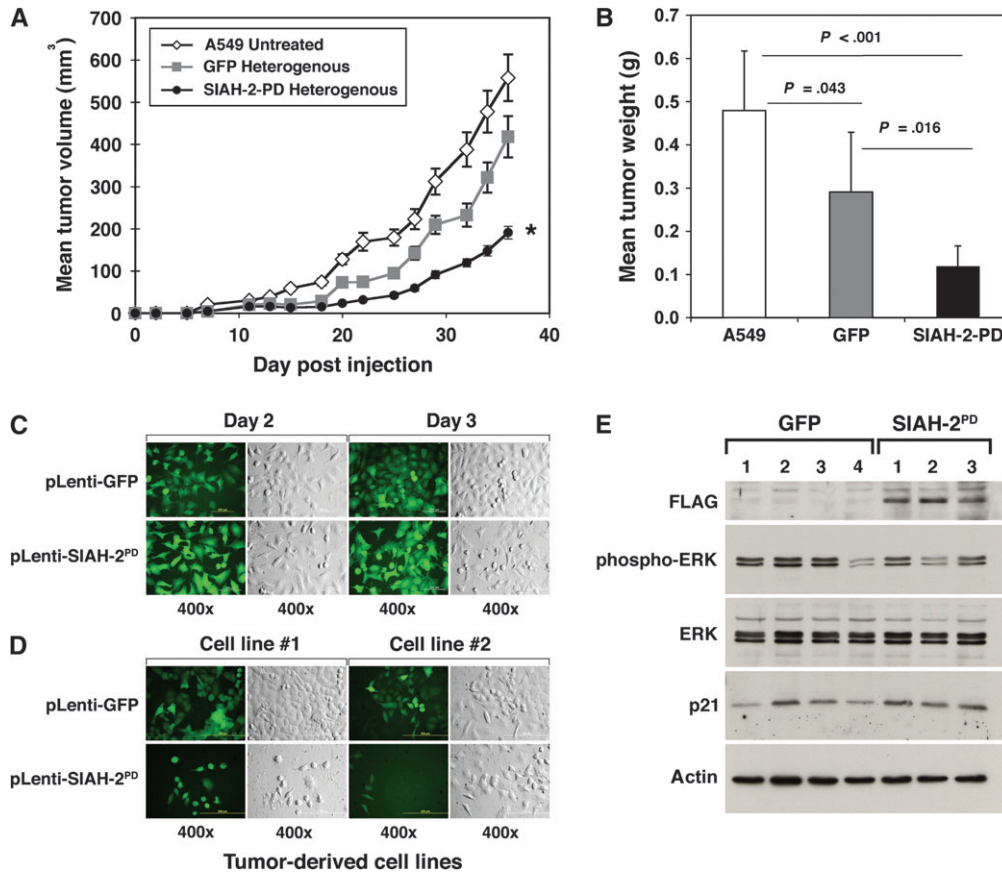 A
Mean tumor volume (mm³)
700
600
500
400
300
200
100
0
A549 Untreated
GFP Heterogenous
SIAH-2-PD Heterogenous
*
0 10 20 30 40
Day post injection
B
Mean tumor weight (g)
0.7
0.6
0.5
0.4
0.3
0.2
0.1
0.0
P < .001
P = .043
P = .016
A549 GFP SIAH-2-PD
C
Day 2 Day 3
pLenti-GFP
pLenti-SIAH-2ᴾᴰ
400x 400x 400x 400x
D
Cell line #1 Cell line #2
pLenti-GFP
pLenti-SIAH-2ᴾᴰ
400x 400x 400x 400x
Tumor-derived cell lines
E
GFP SIAH-2ᴾᴰ
1 2 3 4 1 2 3
FLAG
phospho-ERK
ERK
p21
Actin